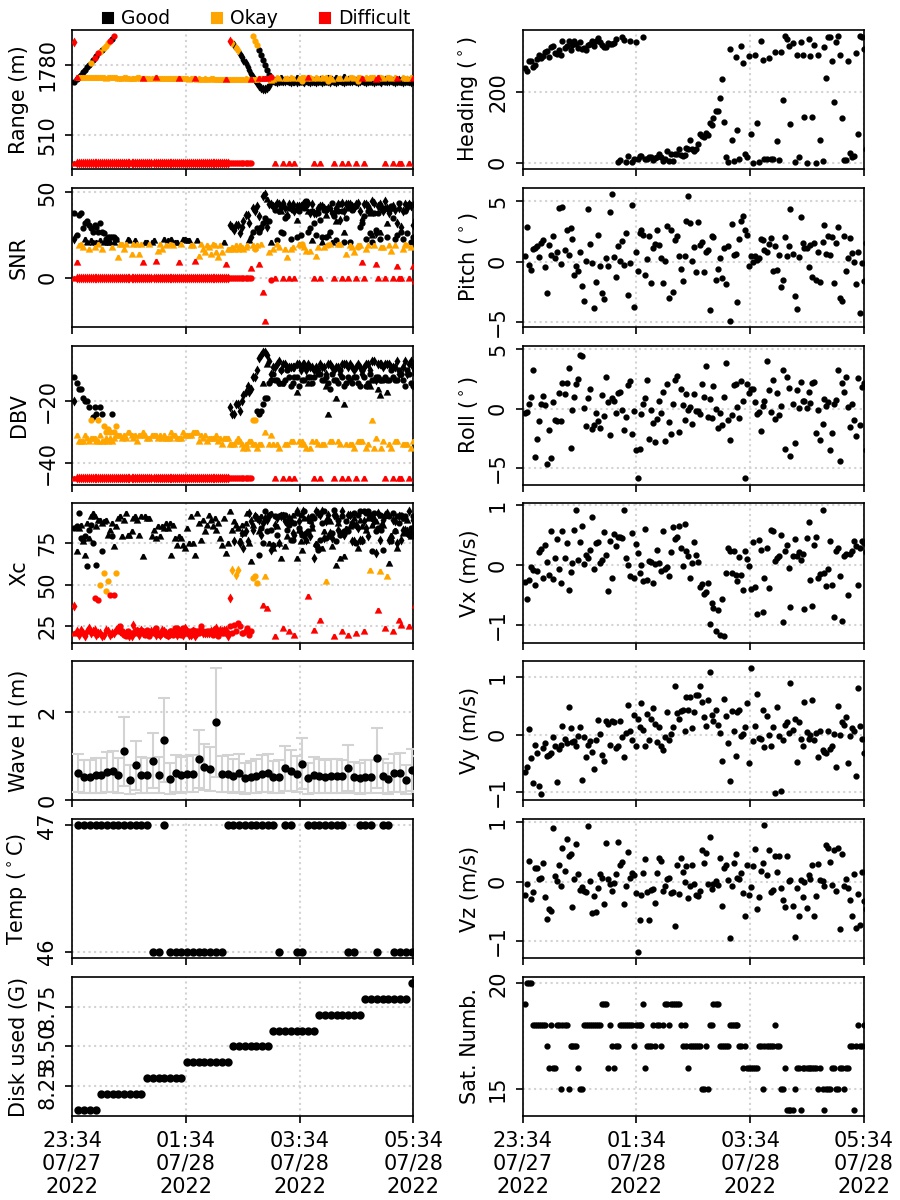 Good Okay Difficult
Range (m)
1780
510
Heading (°)
200
0
SNR
50
0
Pitch (°)
5
0
−5
DBV
−20
−40
Roll (°)
5
0
−5
Xc
75
50
25
Vx (m/s)
1
0
−1
Wave H (m)
2
0
Vy (m/s)
1
0
−1
Temp (°C)
47
46
Vz (m/s)
1
0
−1
Disk used (G)
8.75
8.50
8.25
Sat. Numb.
20
15
23:34 01:34 03:34 05:34 23:34 01:34 03:34 05:34
07/27 07/28 07/28 07/28 07/27 07/28 07/28 07/28
2022 2022 2022 2022 2022 2022 2022 2022